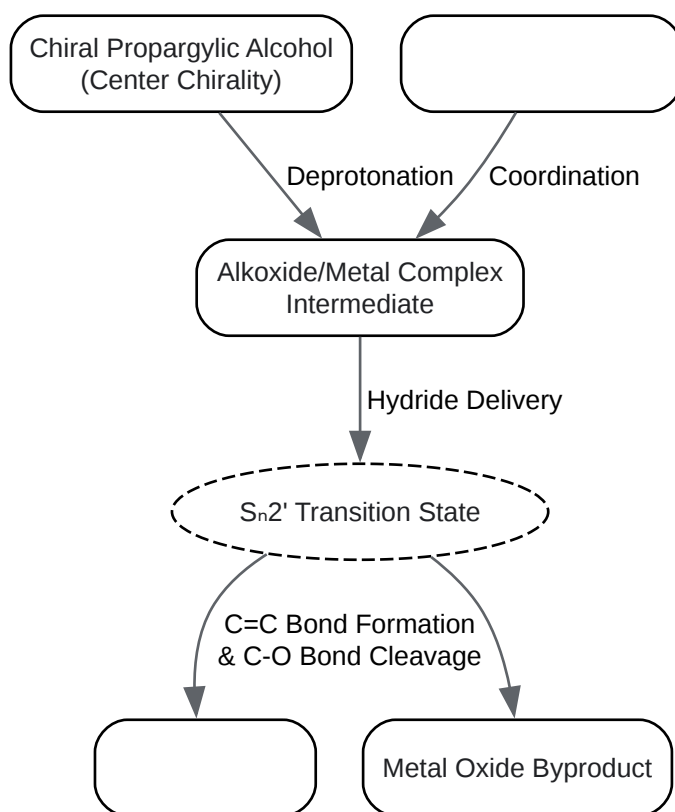 Chiral Propargylic Alcohol
(Center Chirality)
Deprotonation
Coordination
Alkoxide/Metal Complex
Intermediate
Hydride Delivery
Sₙ2' Transition State
C=C Bond Formation
& C-O Bond Cleavage
Metal Oxide Byproduct